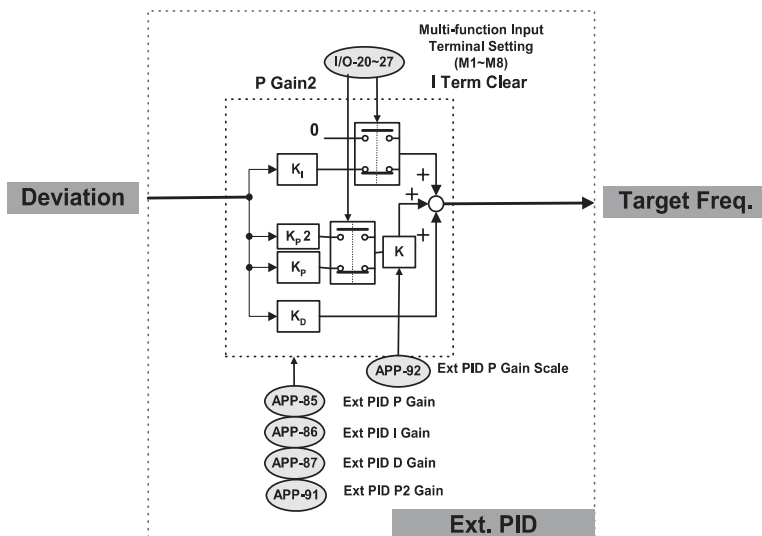 Multi-function Input
Terminal Setting
(M1~M8)
I/O-20~27
P Gain2
I Term Clear
0
K_I
Deviation
Target Freq.
K_P 2
K
K_P
K_D
+
+
+
APP-92 Ext PID P Gain Scale
APP-85 Ext PID P Gain
APP-86 Ext PID I Gain
APP-87 Ext PID D Gain
APP-91 Ext PID P2 Gain
Ext. PID